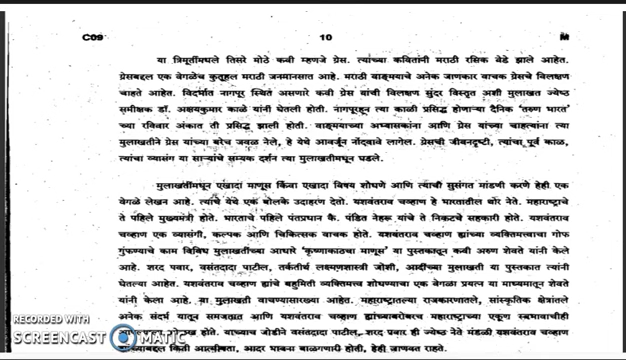 C09 10 M
या त्रिमूर्तीमधले तिसरे मोठे कवी म्हणजे ग्रेस. त्यांच्या कवितांनी मराठी रसिक वेडे झाले आहेत.
ग्रेसबद्दल एक वेगळेच कुतूहल मराठी जनमानसात आहे. मराठी वाङ्मयाचे अनेक जाणकार वाचक ग्रेसचे विलक्षण
चाहते आहेत. विदर्भात नागपूर स्थित असणारे कवी ग्रेस यांची विलक्षण सुंदर विस्तृत अशी मुलाखत ज्येष्ठ
समीक्षक डॉ. अक्षयकुमार काळे यांनी घेतली होती. नागपूरहून त्या काळी प्रसिद्ध होणाऱ्या दैनिक 'तरुण भारत'
च्या रविवार अंकात ती प्रसिद्ध झाली होती. वाङ्मयाच्या अभ्यासकांना आणि ग्रेस यांच्या चाहत्यांना त्या
मुलाखतीने ग्रेस यांच्या बरेच जवळ नेले, हे येथे आवर्जून नोंदवावे लागेल. ग्रेसची जीवनदृष्टी, त्यांचा पूर्व काळ,
त्यांचा व्यासंग या साऱ्यांचे सम्यक दर्शन त्या मुलाखतीमधून घडले.
मुलाखतींमधून एखादा माणूस किंवा एखादा विषय शोधणे आणि त्याची सुसंगत मांडणी करणे हेही एक
वेगळे लेखन आहे. त्याचे येथे एक बोलके उदाहरण देतो. यशवंतराव चव्हाण हे भारतातील थोर नेते. महाराष्ट्राचे
ते पहिले मुख्यमंत्री होते. भारताचे पहिले पंतप्रधान कै. पंडित नेहरू यांचे ते निकटचे सहकारी होते. यशवंतराव
चव्हाण एक व्यासंगी, कल्पक आणि चिकित्सक वाचक होते. यशवंतराव चव्हाण ह्यांच्या व्यक्तिमत्त्वाचा गोफ
गुंफण्याचे काम विविध मुलाखतींच्या आधारे 'कृष्णाकाठचा माणूस' या पुस्तकातून कवी अरुण शेवते यांनी केले
आहे. शरद पवार, वसंतदादा पाटील, तर्कतीर्थ लक्ष्मणशास्त्री जोशी, आदींच्या मुलाखती या पुस्तकात त्यांनी
घेतल्या आहेत. यशवंतराव चव्हाण ह्यांचे बहुमिती व्यक्तिमत्त्व शोधण्याचा एक वेगळा प्रयत्न या माध्यमातून शेवते
यांनी केला आहे. या मुलाखती वाचण्यासारख्या आहेत. महाराष्ट्रातल्या राजकारणातले, सांस्कृतिक क्षेत्रांतले
अनेक संदर्भ यातून समजतात आणि यशवंतराव चव्हाण ह्यांच्याबरोबरच महाराष्ट्राच्या एकूण स्वभावाचीही
होते. याच्याच जोडीने वसंतदादा पाटील, शरद पवार ही ज्येष्ठ नेते मंडळी यशवंतराव चव्हाण
किती आत्मीयता, आदर भावना बाळगणारी होती, हेही जाणवत राहते.
RECORDED WITH
SCREENCAST MATIC